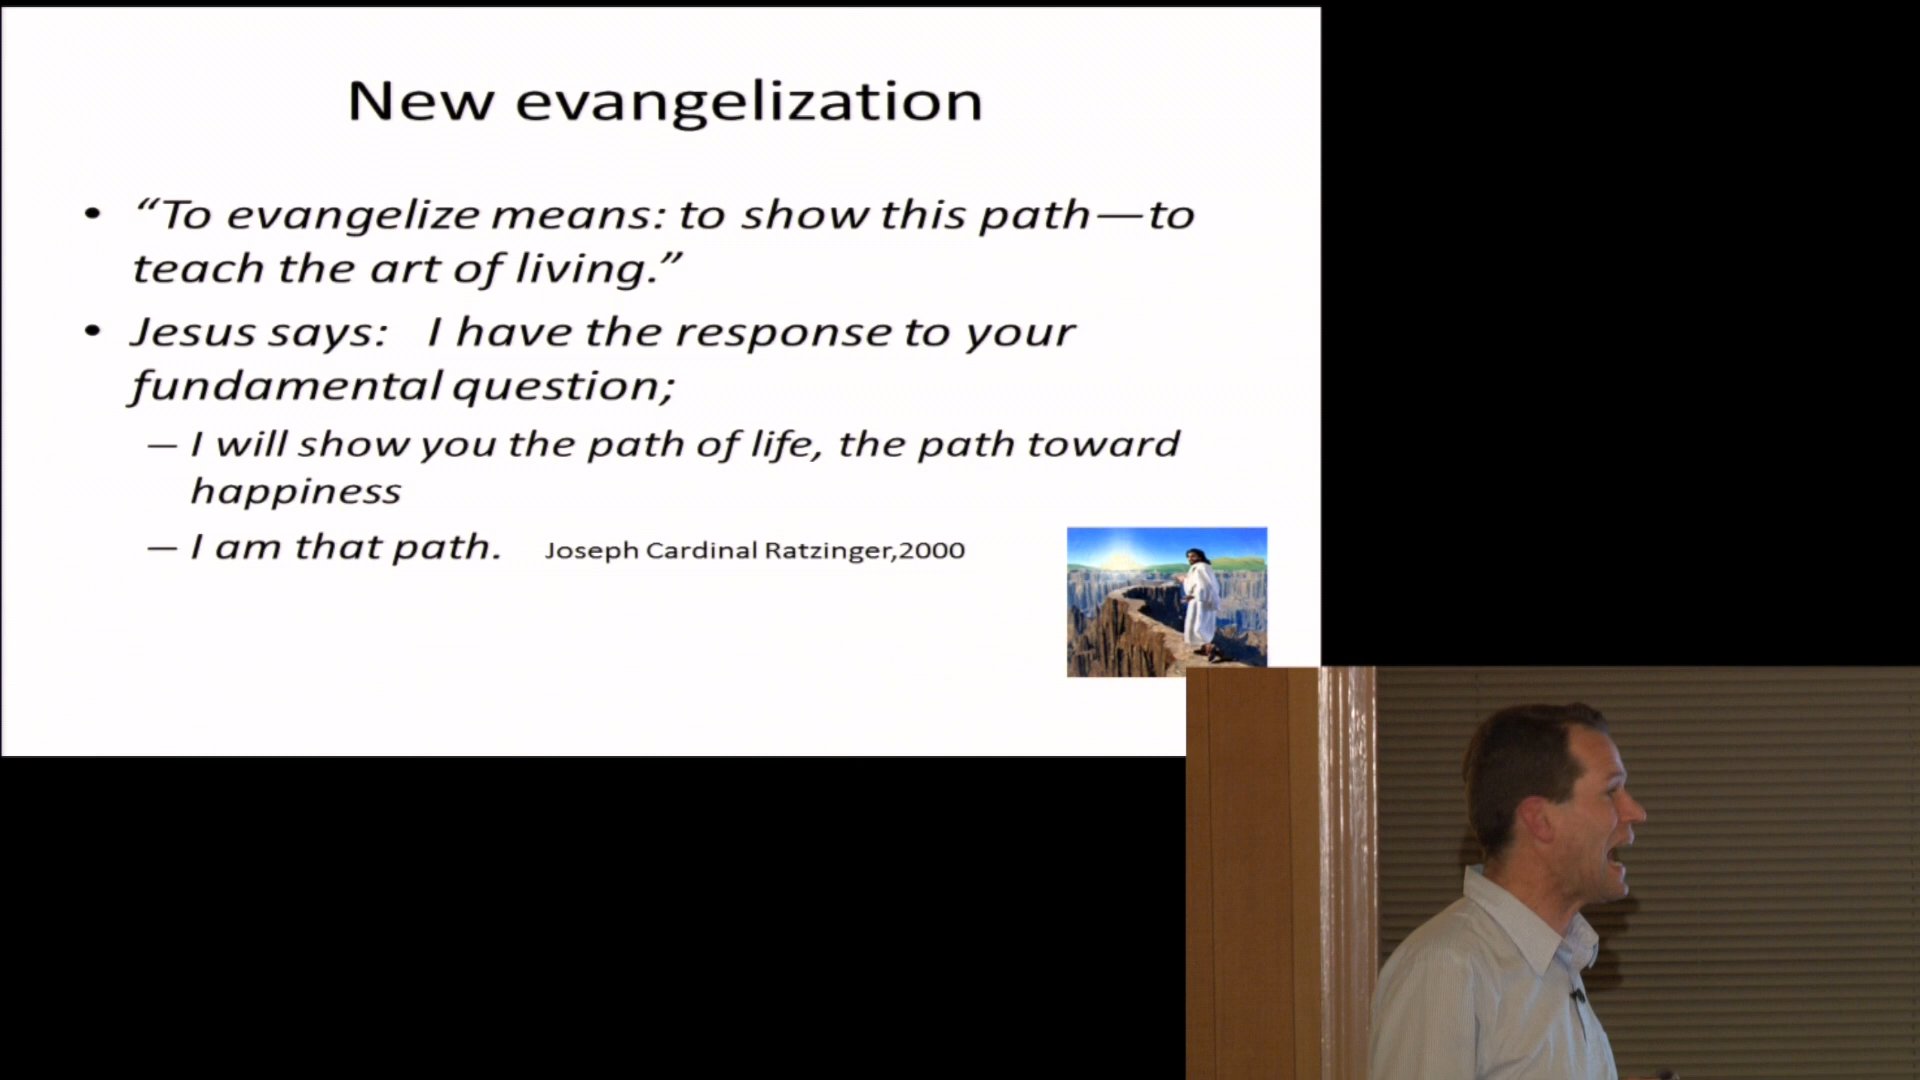 New evangelization
• “To evangelize means: to show this path—to
teach the art of living.”
• Jesus says: I have the response to your
fundamental question;
– I will show you the path of life, the path toward
happiness
– I am that path. Joseph Cardinal Ratzinger,2000